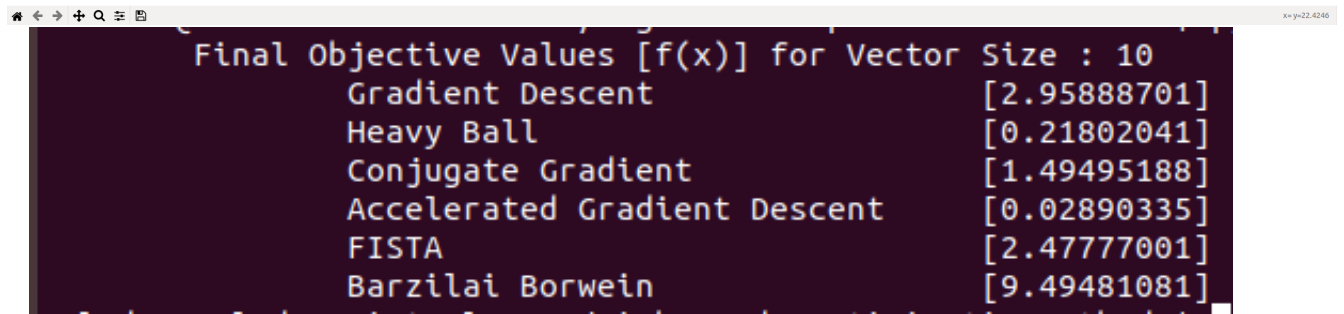 x= y=22.4246
Final Objective Values [f(x)] for Vector Size : 10
Gradient Descent [2.95888701]
Heavy Ball [0.21802041]
Conjugate Gradient [1.49495188]
Accelerated Gradient Descent [0.02890335]
FISTA [2.47777001]
Barzilai Borwein [9.49481081]